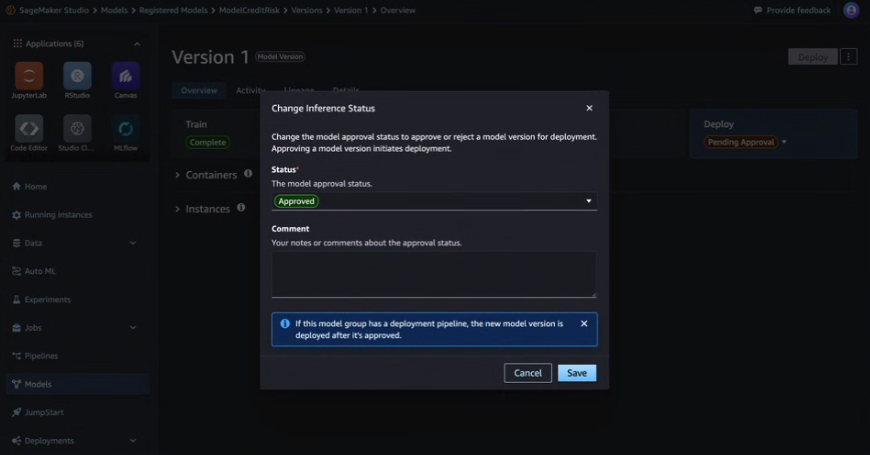 SageMaker Studio > Models > Registered Models > ModelCreditRisk > Versions > Version 1 > Overview
Provide feedback
Applications (6)
JupyterLab
RStudio
Canvas
Code Editor
Studio Cl...
MLflow
Home
Running instances
Data
Auto ML
Experiments
Jobs
Pipelines
Models
JumpStart
Deployments
Version 1
Model Version
Deploy
Overview
Activity
Lineage
Details
Train
Complete
Deploy
Pending Approval
Containers
Instances
Change Inference Status
Change the model approval status to approve or reject a model version for deployment.
Approving a model version initiates deployment.
Status*
The model approval status.
Approved
Comment
Your notes or comments about the approval status.
If this model group has a deployment pipeline, the new model version is
deployed after it's approved.
Cancel
Save